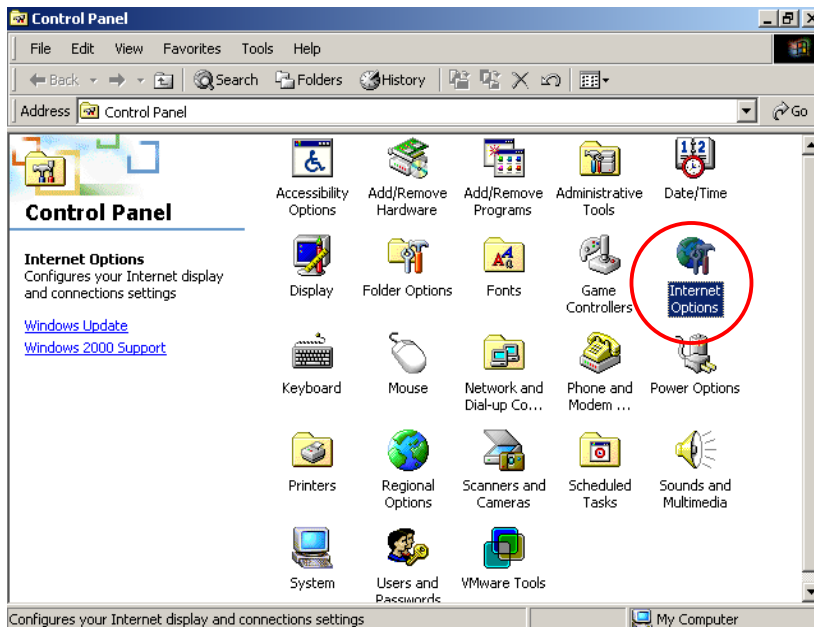 Control Panel
File Edit View Favorites Tools Help
Back Search Folders History
Address Control Panel Go
Control Panel
Internet Options
Configures your Internet display
and connections settings
Windows Update
Windows 2000 Support
Accessibility
Options
Add/Remove
Hardware
Add/Remove
Programs
Administrative
Tools
Date/Time
Display
Folder Options
Fonts
Game
Controllers
Internet
Options
Keyboard
Mouse
Network and
Dial-up Co...
Phone and
Modem ...
Power Options
Printers
Regional
Options
Scanners and
Cameras
Scheduled
Tasks
Sounds and
Multimedia
System
Users and
Passwords
VMware Tools
Configures your Internet display and connections settings
My Computer